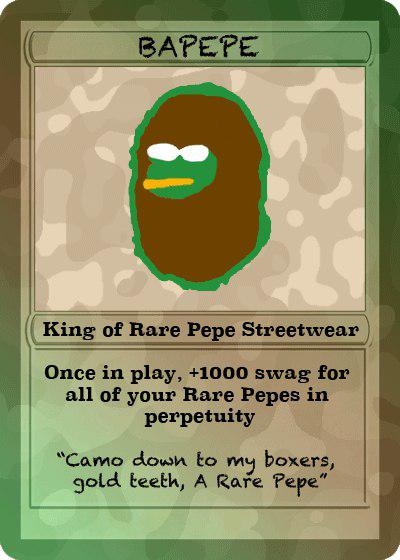 BAPEPE
King of Rare Pepe Streetwear
Once in play, +1000 swag for
all of your Rare Pepes in
perpetuity
“Camo down to my boxers,
gold teeth, A Rare Pepe”